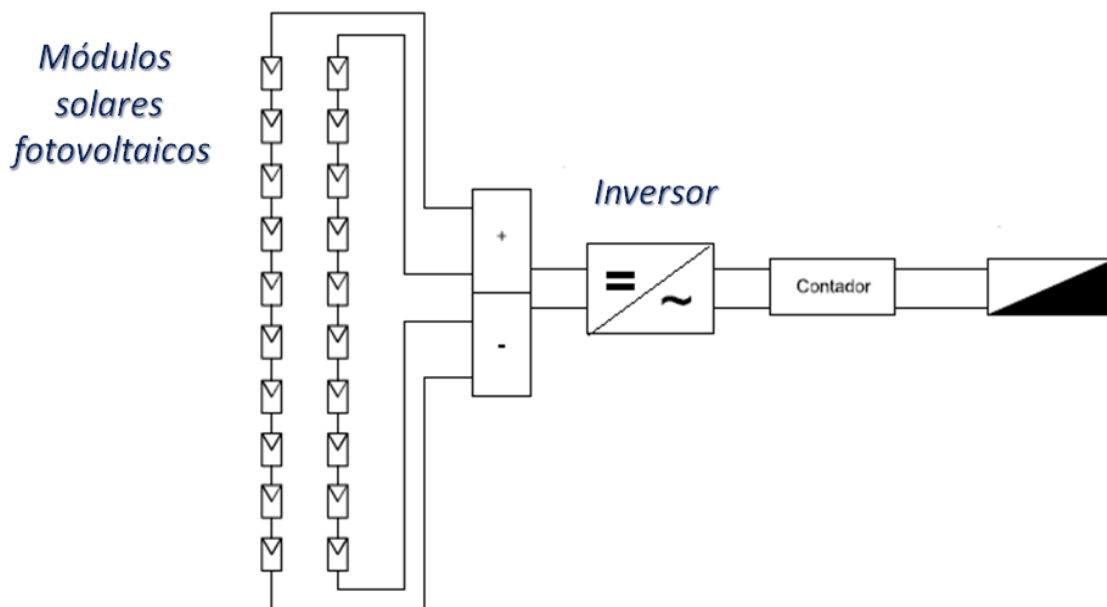 Módulos
solares
fotovoltaicos
Inversor
+
-
=
~
Contador